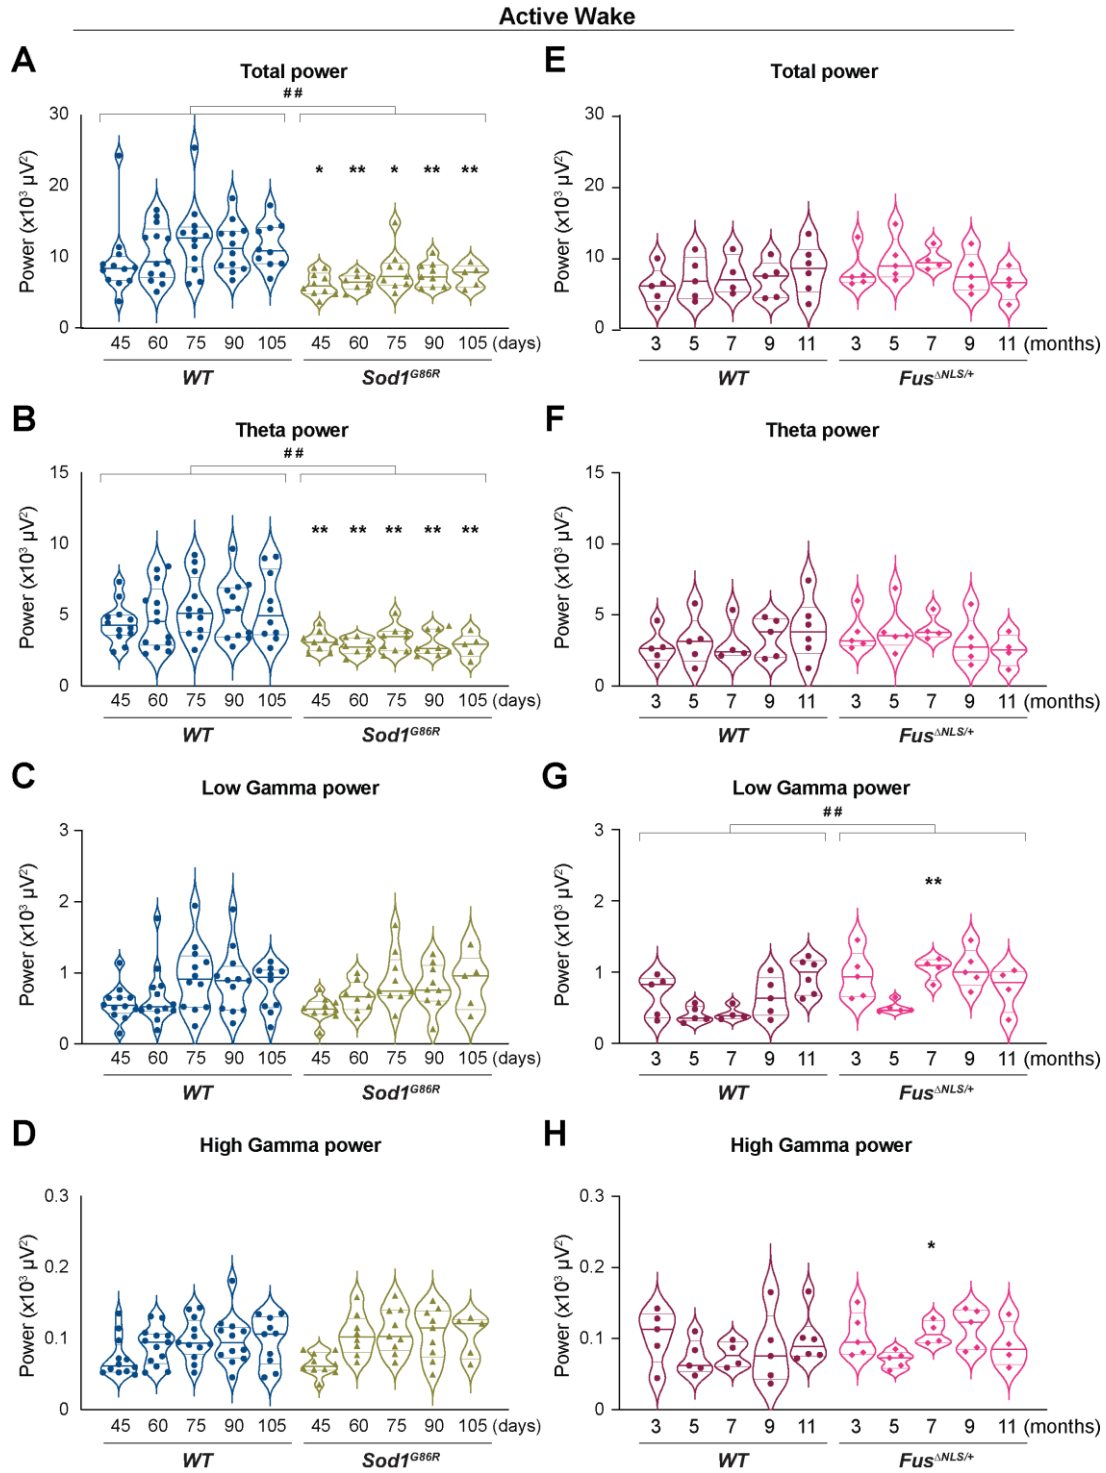 Active Wake
A
Total power
##
Power (x10³ µV²)
30
20
10
0
* ** * ** **
45 60 75 90 105 (days)
WT Sod1ᴳ⁸⁶ᴿ
E
Total power
Power (x10³ µV²)
30
20
10
0
3 5 7 9 11 3 5 7 9 11 (months)
WT Fus^ΔNLS/+
B
Theta power
##
Power (x10³ µV²)
15
10
5
0
** ** ** ** **
45 60 75 90 105 45 60 75 90 105 (days)
WT Sod1ᴳ⁸⁶ᴿ
F
Theta power
Power (x10³ µV²)
15
10
5
0
3 5 7 9 11 3 5 7 9 11 (months)
WT Fus^ΔNLS/+
C
Low Gamma power
Power (x10³ µV²)
3
2
1
0
45 60 75 90 105 45 60 75 90 105 (days)
WT Sod1ᴳ⁸⁶ᴿ
G
Low Gamma power
##
Power (x10³ µV²)
3
2
1
0
**
3 5 7 9 11 3 5 7 9 11 (months)
WT Fus^ΔNLS/+
D
High Gamma power
Power (x10³ µV²)
0.3
0.2
0.1
0
45 60 75 90 105 45 60 75 90 105 (days)
WT Sod1ᴳ⁸⁶ᴿ
H
High Gamma power
Power (x10³ µV²)
0.3
0.2
0.1
0
*
3 5 7 9 11 3 5 7 9 11 (months)
WT Fus^ΔNLS/+